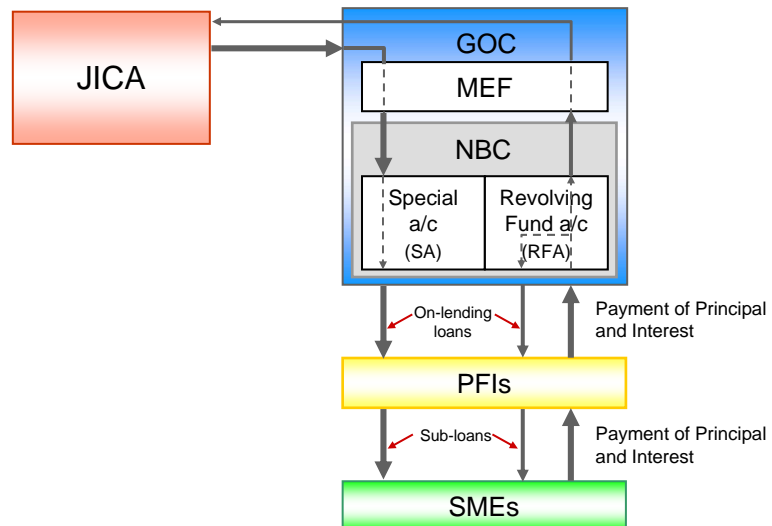 JICA
GOC
MEF
NBC
Special
a/c
(SA)
Revolving
Fund a/c
(RFA)
On-lending
loans
Payment of Principal
and Interest
PFIs
Sub-loans
Payment of Principal
and Interest
SMEs